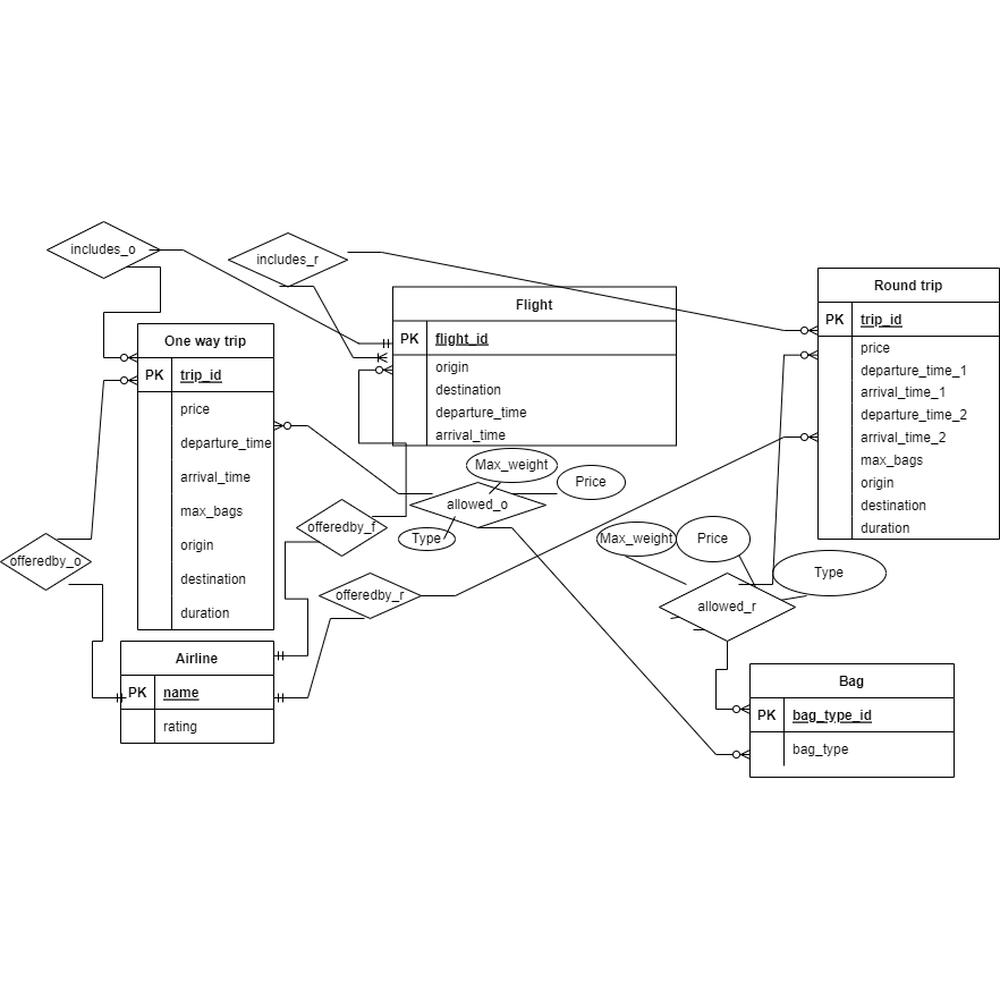 includes_o
includes_r
Flight
PK
flight_id
origin
destination
departure_time
arrival_time
Round trip
PK
trip_id
price
departure_time_1
arrival_time_1
departure_time_2
arrival_time_2
max_bags
origin
destination
duration
One way trip
PK
trip_id
price
departure_time
arrival_time
max_bags
origin
destination
duration
Max_weight
Price
allowed_o
Type
offeredby_f
offeredby_o
offeredby_r
Max_weight
Price
Type
allowed_r
Airline
PK
name
rating
Bag
PK
bag_type_id
bag_type